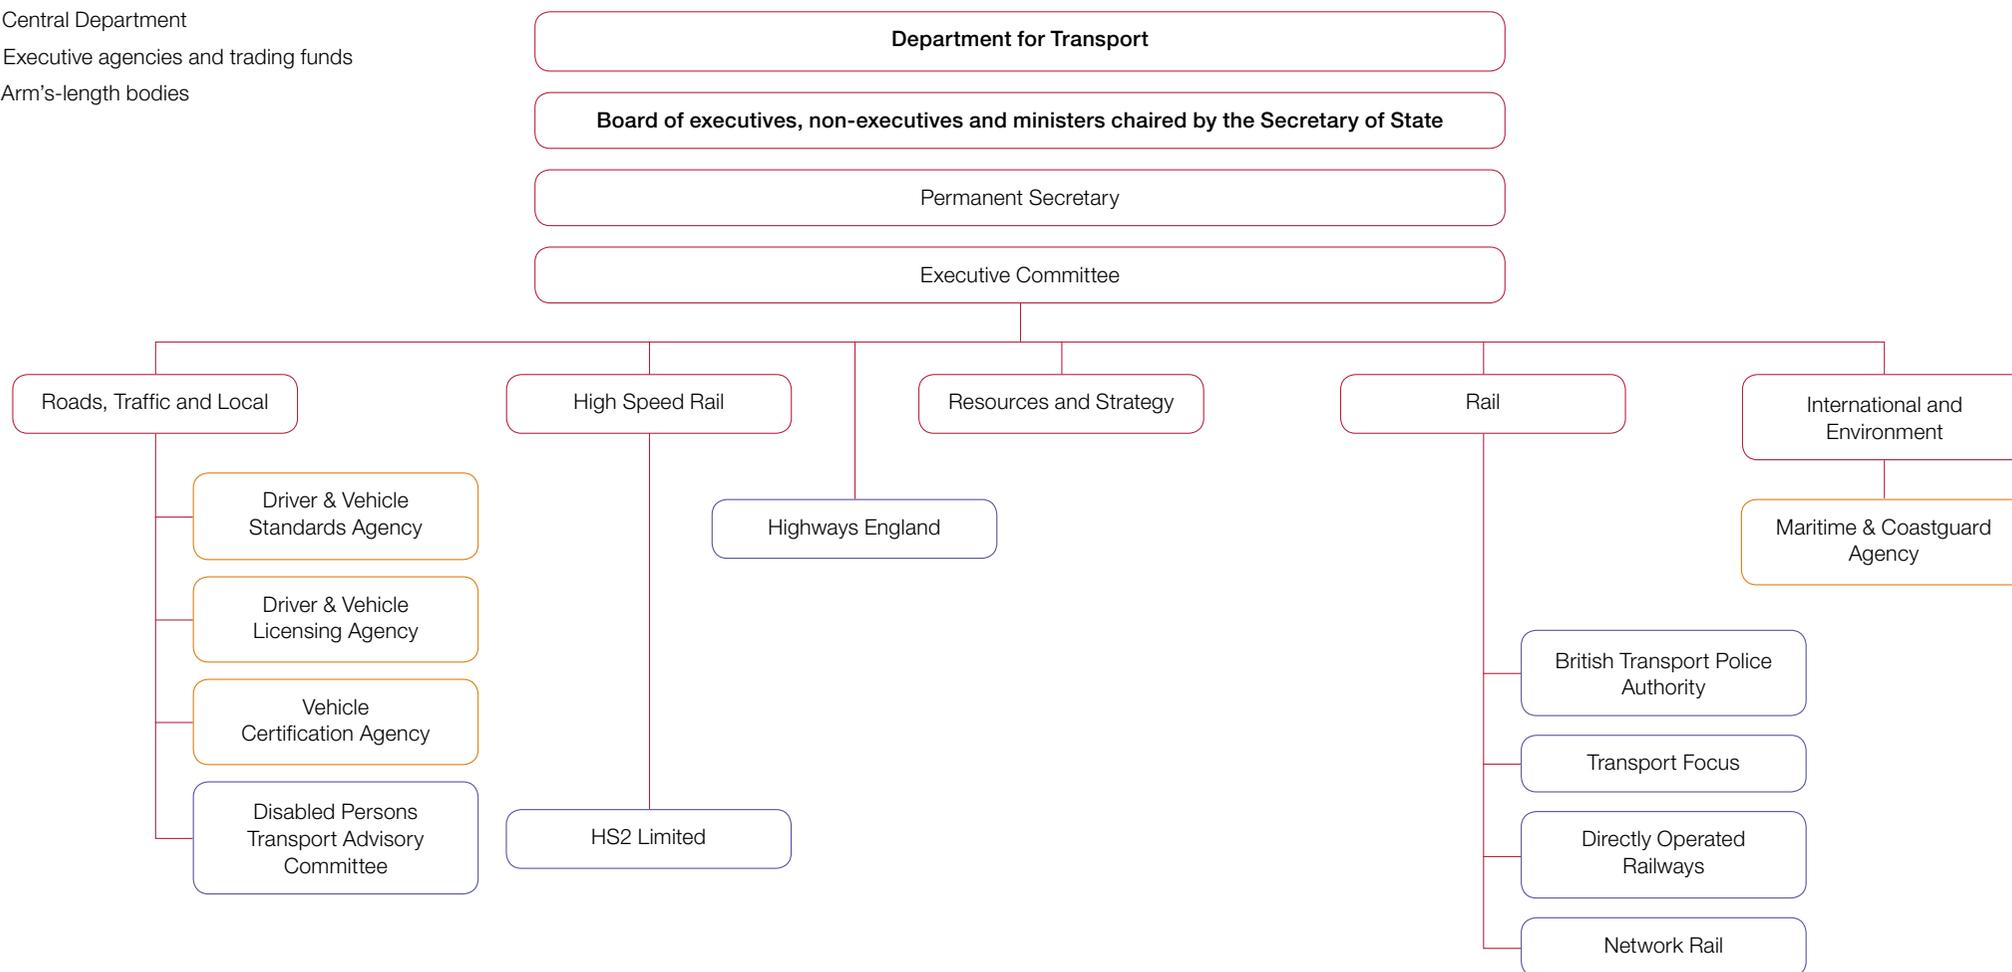 Central Department
Executive agencies and trading funds
Arm’s-length bodies
Department for Transport
Board of executives, non-executives and ministers chaired by the Secretary of State
Permanent Secretary
Executive Committee
Roads, Traffic and Local
High Speed Rail
Resources and Strategy
Rail
International and
Environment
Driver & Vehicle
Standards Agency
Highways England
Maritime & Coastguard
Agency
Driver & Vehicle
Licensing Agency
Vehicle
Certification Agency
Disabled Persons
Transport Advisory
Committee
HS2 Limited
British Transport Police
Authority
Transport Focus
Directly Operated
Railways
Network Rail